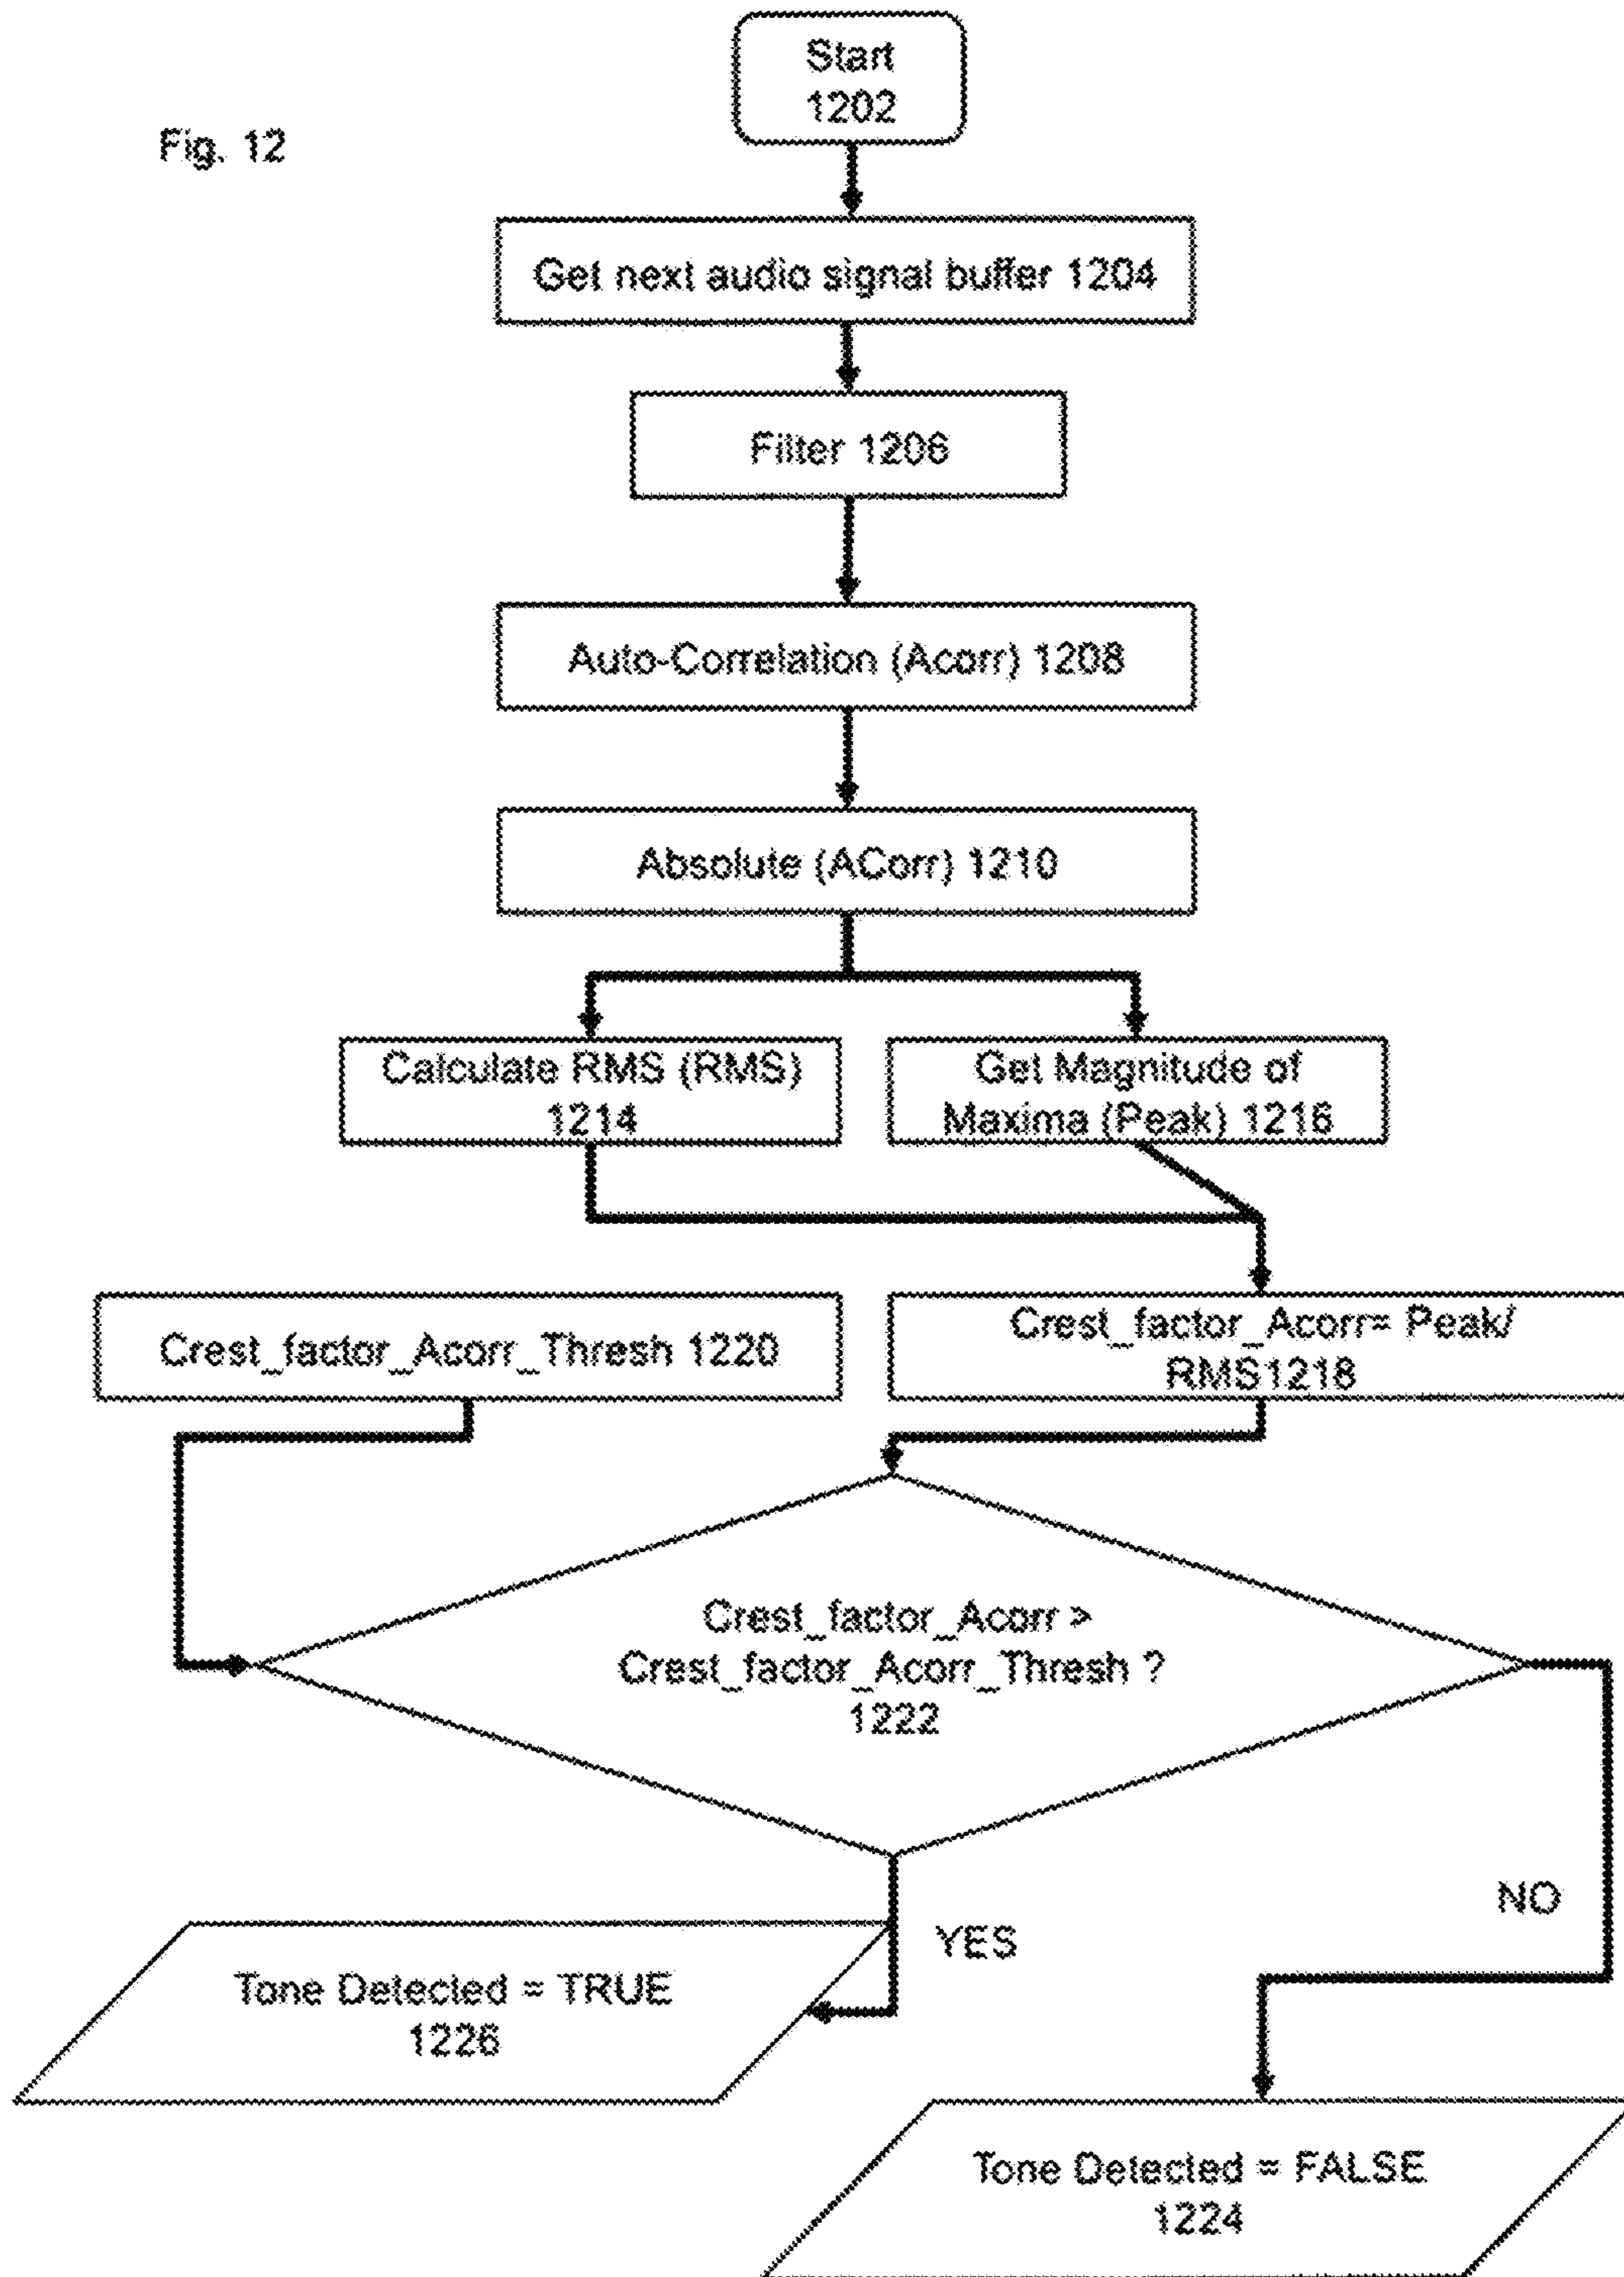 Start
1202
Fig. 12
Get next audio signal buffer 1204
Filter 1206
Auto-Correlation (Acorr) 1208
Absolute (ACorr) 1210
Calculate RMS (RMS)
1214
Get Magnitude of
Maxima (Peak) 1216
Crest_factor_Acorr_Thresh 1220
Crest_factor_Acorr= Peak/
RMS1218
Crest_factor_Acorr >
Crest_factor_Acorr_Thresh ?
1222
NO
YES
Tone Detected = TRUE
1226
Tone Detected = FALSE
1224